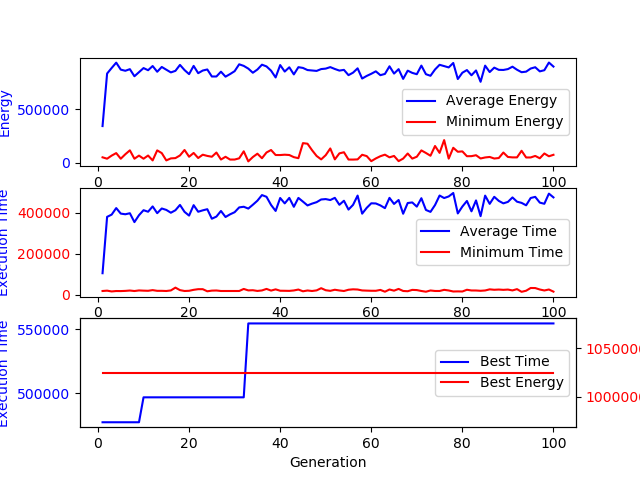 Energy
500000
0
Average Energy
Minimum Energy
0 20 40 60 80 100
Execution Time
400000
200000
0
Average Time
Minimum Time
0 20 40 60 80 100
Execution Time
550000
500000
Best Time
Best Energy
1050000
1000000
0 20 40 60 80 100
Generation